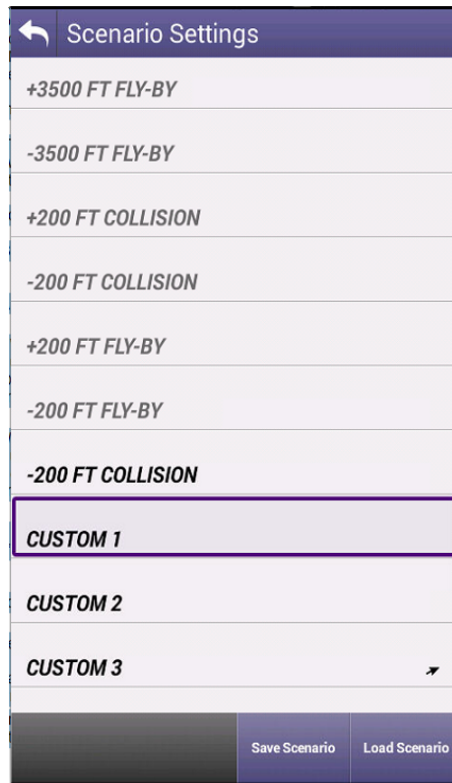 Scenario Settings
+3500 FT FLY-BY
-3500 FT FLY-BY
+200 FT COLLISION
-200 FT COLLISION
+200 FT FLY-BY
-200 FT FLY-BY
-200 FT COLLISION
CUSTOM 1
CUSTOM 2
CUSTOM 3
Save Scenario Load Scenario